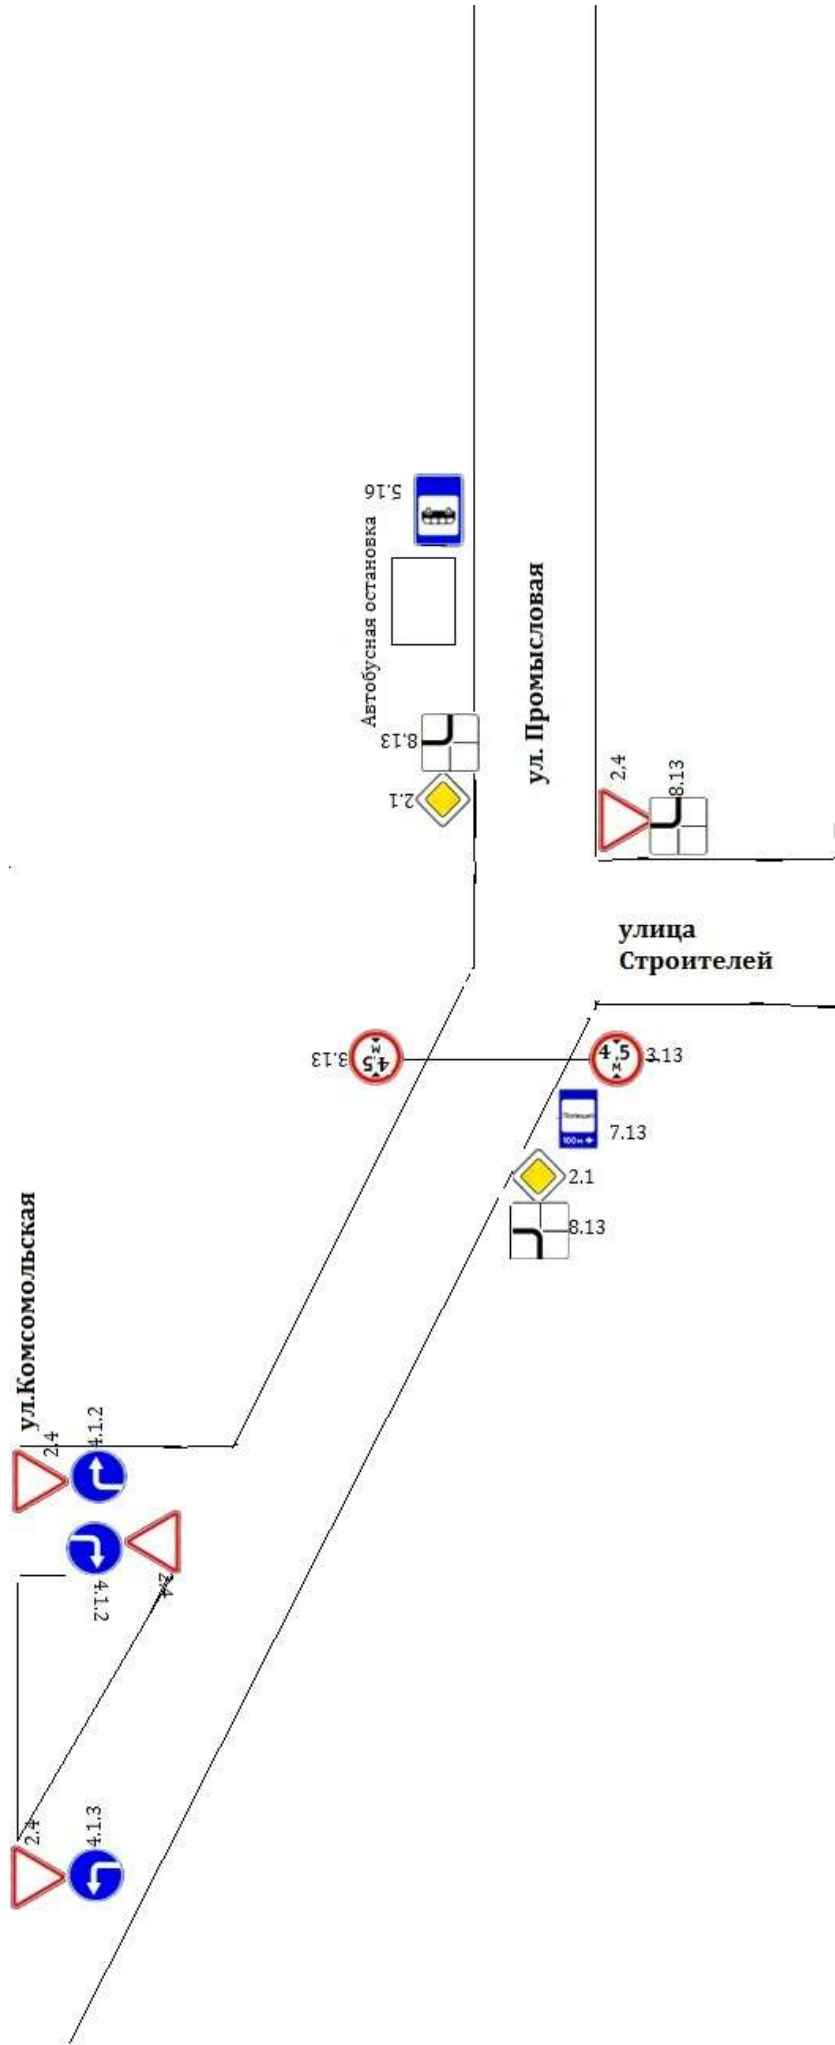 5.16
Автобусная остановка
ул. Промысловая
8.13
2.1
2.4
8.13
улица
Строителей
3.13
4.5
м
4.5
м
3.13
Полиция
100м
7.13
2.1
8.13
ул.Комсомольская
2.4
4.1.2
4.1.2
2.4
2.4
4.1.3